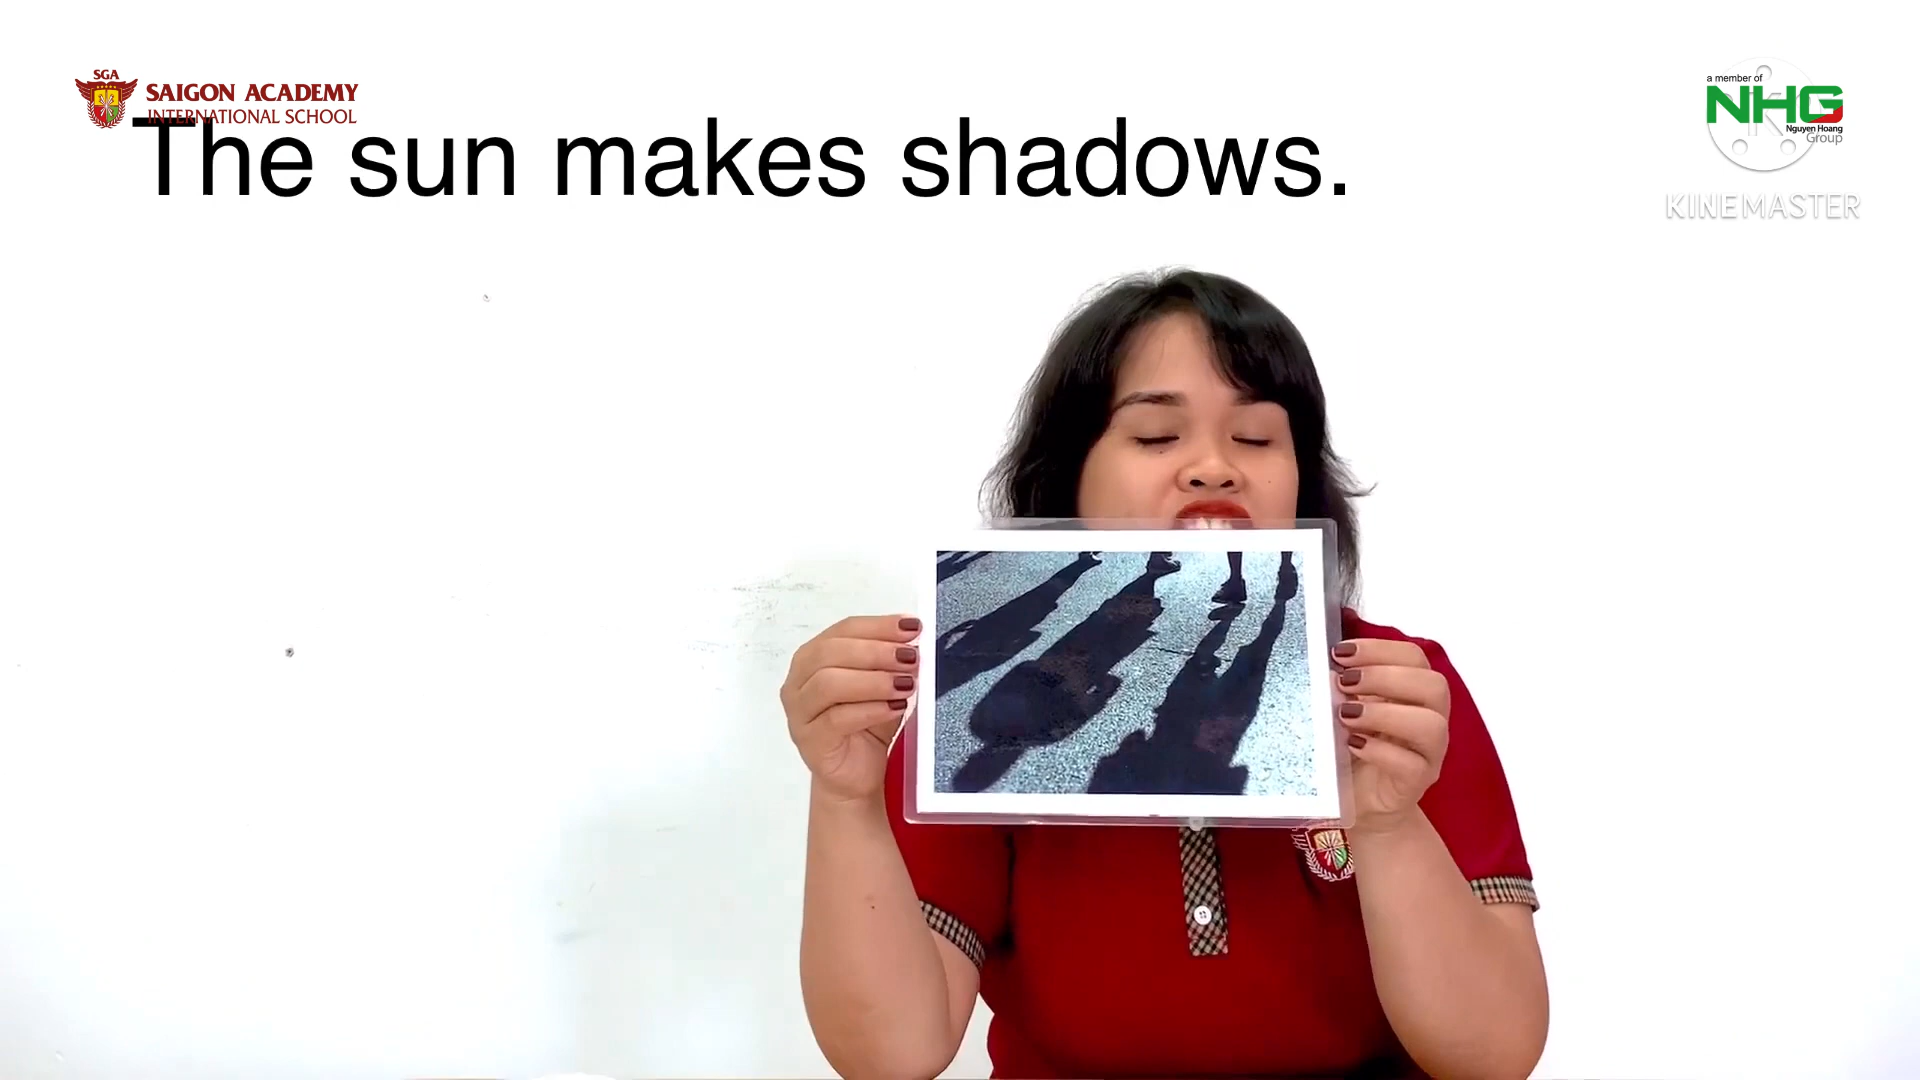 SGA
SAIGON ACADEMY
INTERNATIONAL SCHOOL
The sun makes shadows.
a member of
NHG
Nguyen Hoang
Group
KINEMASTER